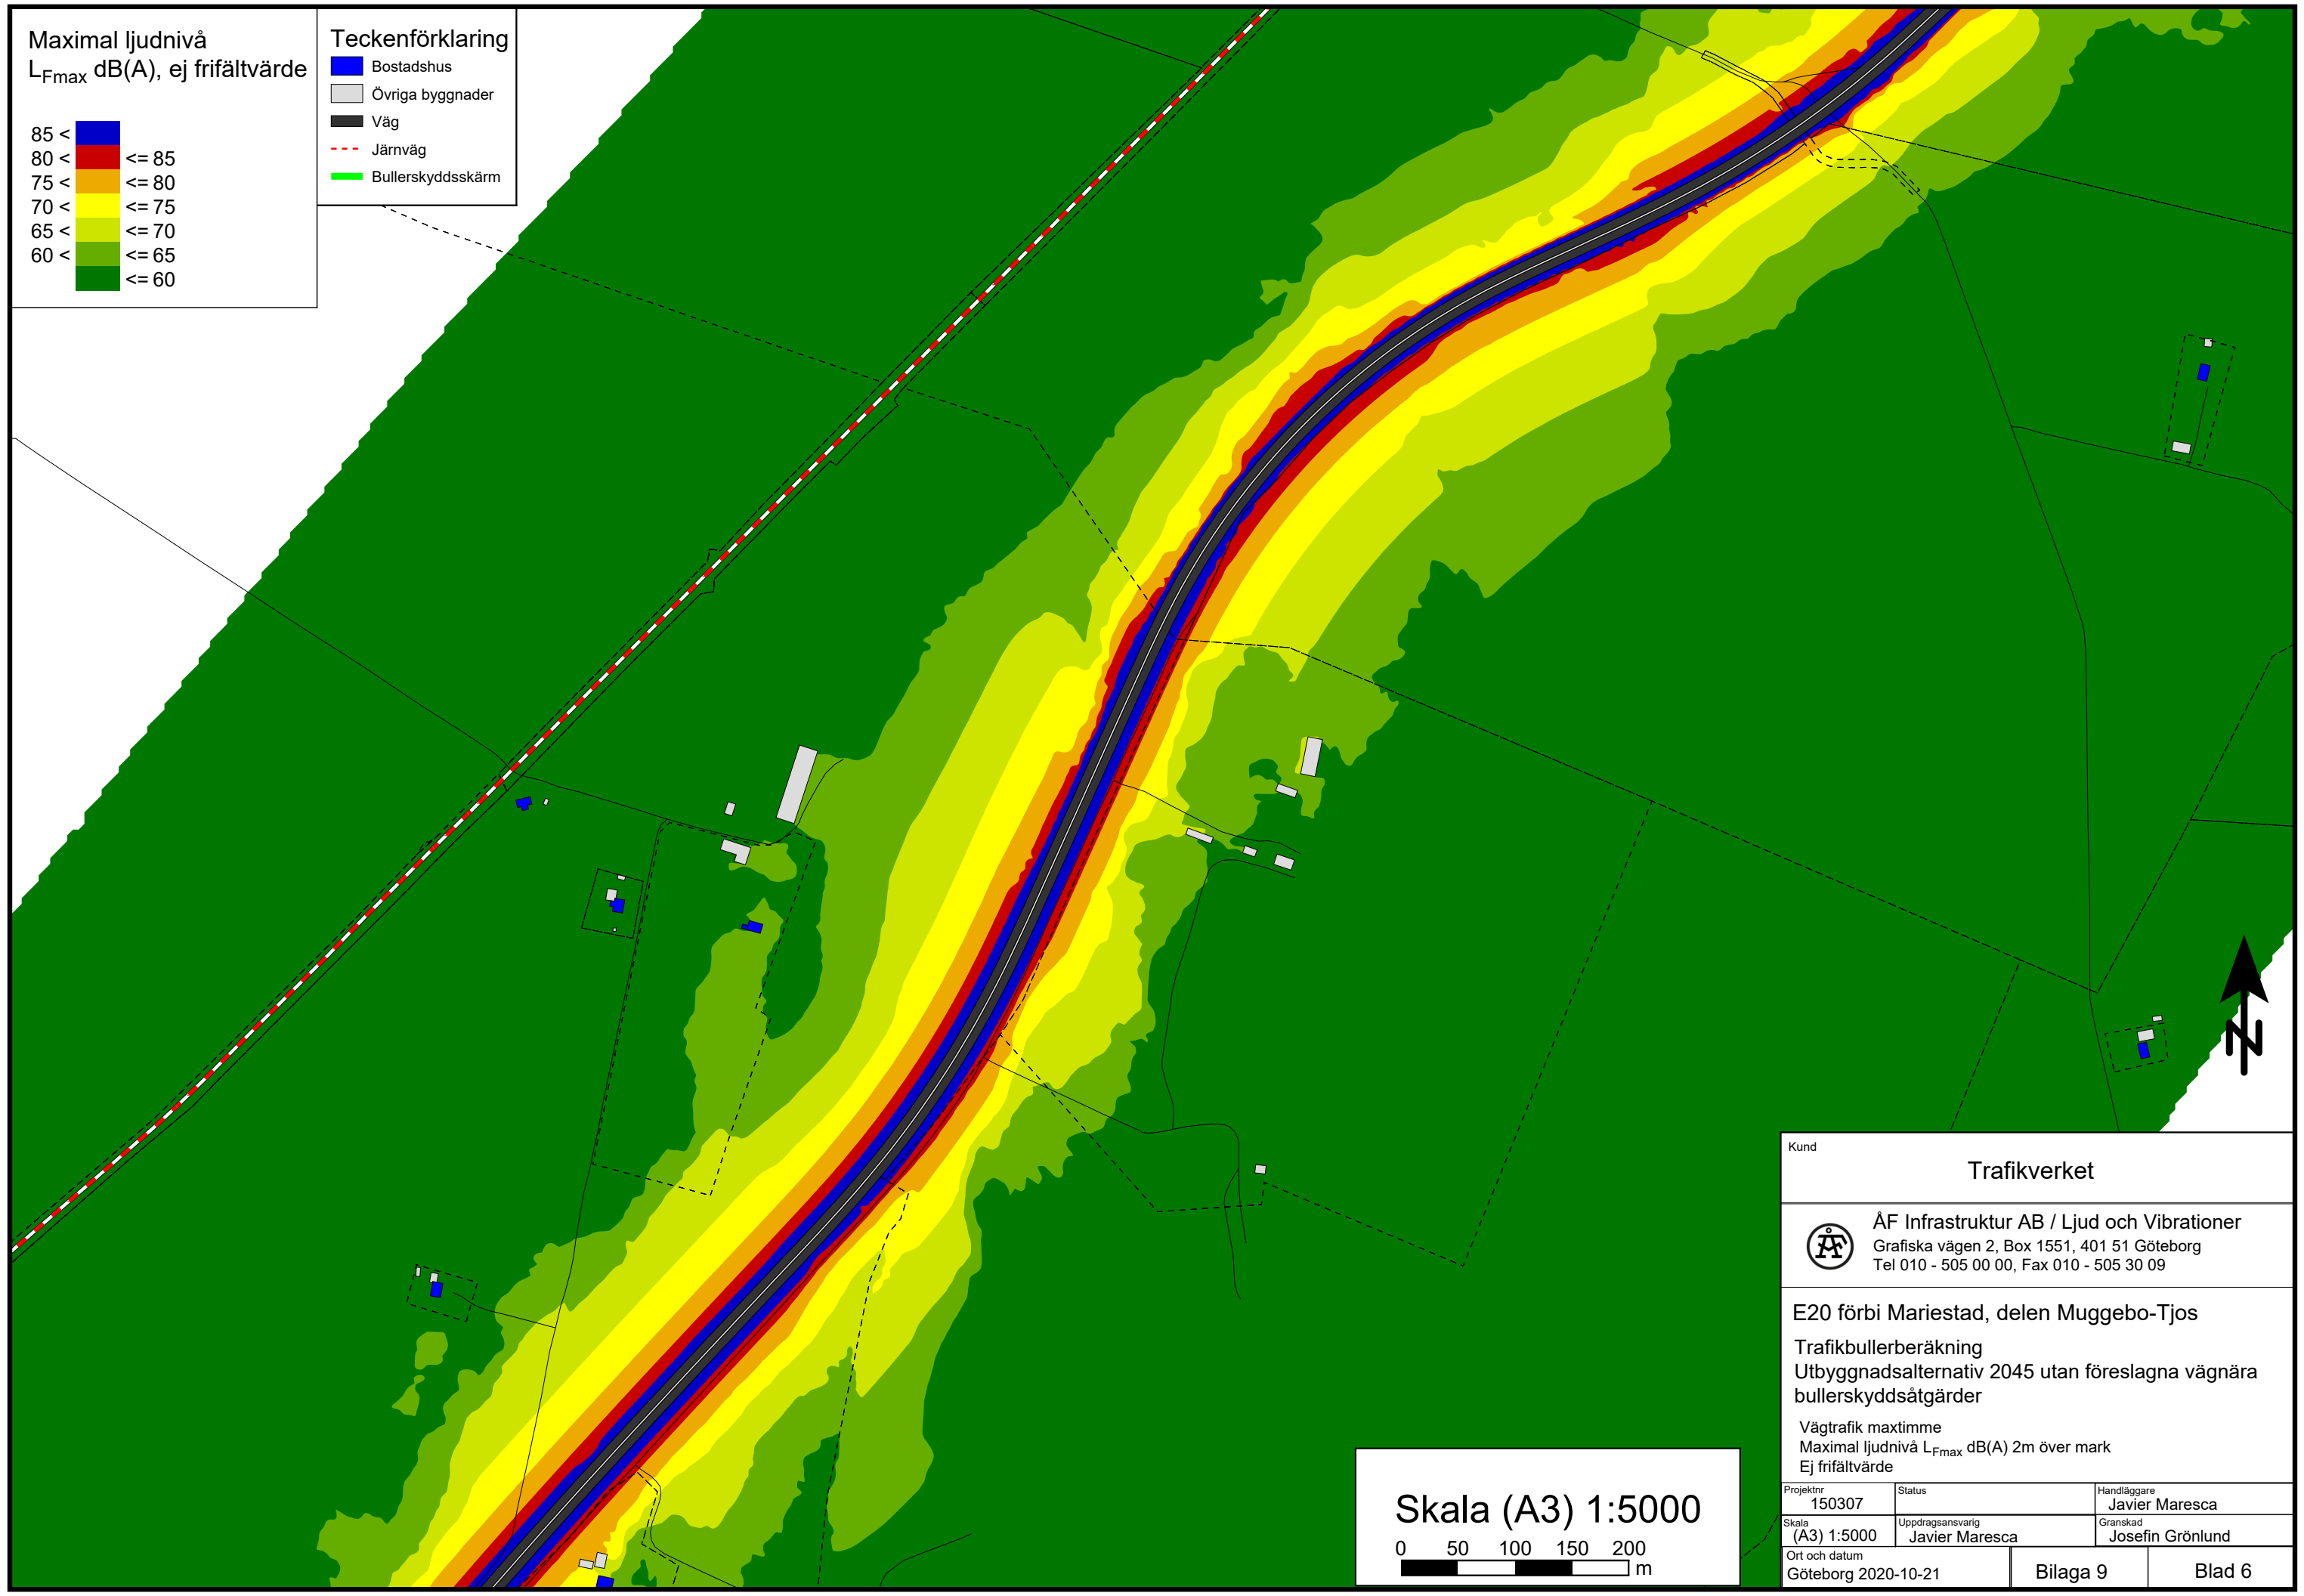 Maximal ljudnivå
LFmax dB(A), ej frifältvärde
85 <
80 < <= 85
75 < <= 80
70 < <= 75
65 < <= 70
60 < <= 65
<= 60
Teckenförklaring
Bostadshus
Övriga byggnader
Väg
Järnväg
Bullerskyddsskärm
N
Skala (A3) 1:5000
0 50 100 150 200
m
Kund
Trafikverket
ÅF
ÅF Infrastruktur AB / Ljud och Vibrationer
Grafiska vägen 2, Box 1551, 401 51 Göteborg
Tel 010 - 505 00 00, Fax 010 - 505 30 09
E20 förbi Mariestad, delen Muggebo-Tjos
Trafikbullerberäkning
Utbyggnadsalternativ 2045 utan föreslagna vägnära
bullerskyddsåtgärder
Vägtrafik maxtimme
Maximal ljudnivå LFmax dB(A) 2m över mark
Ej frifältvärde
Projektnr
150307
Status
Handläggare
Javier Maresca
Skala
(A3) 1:5000
Uppdragsansvarig
Javier Maresca
Granskad
Josefin Grönlund
Ort och datum
Göteborg 2020-10-21
Bilaga 9
Blad 6